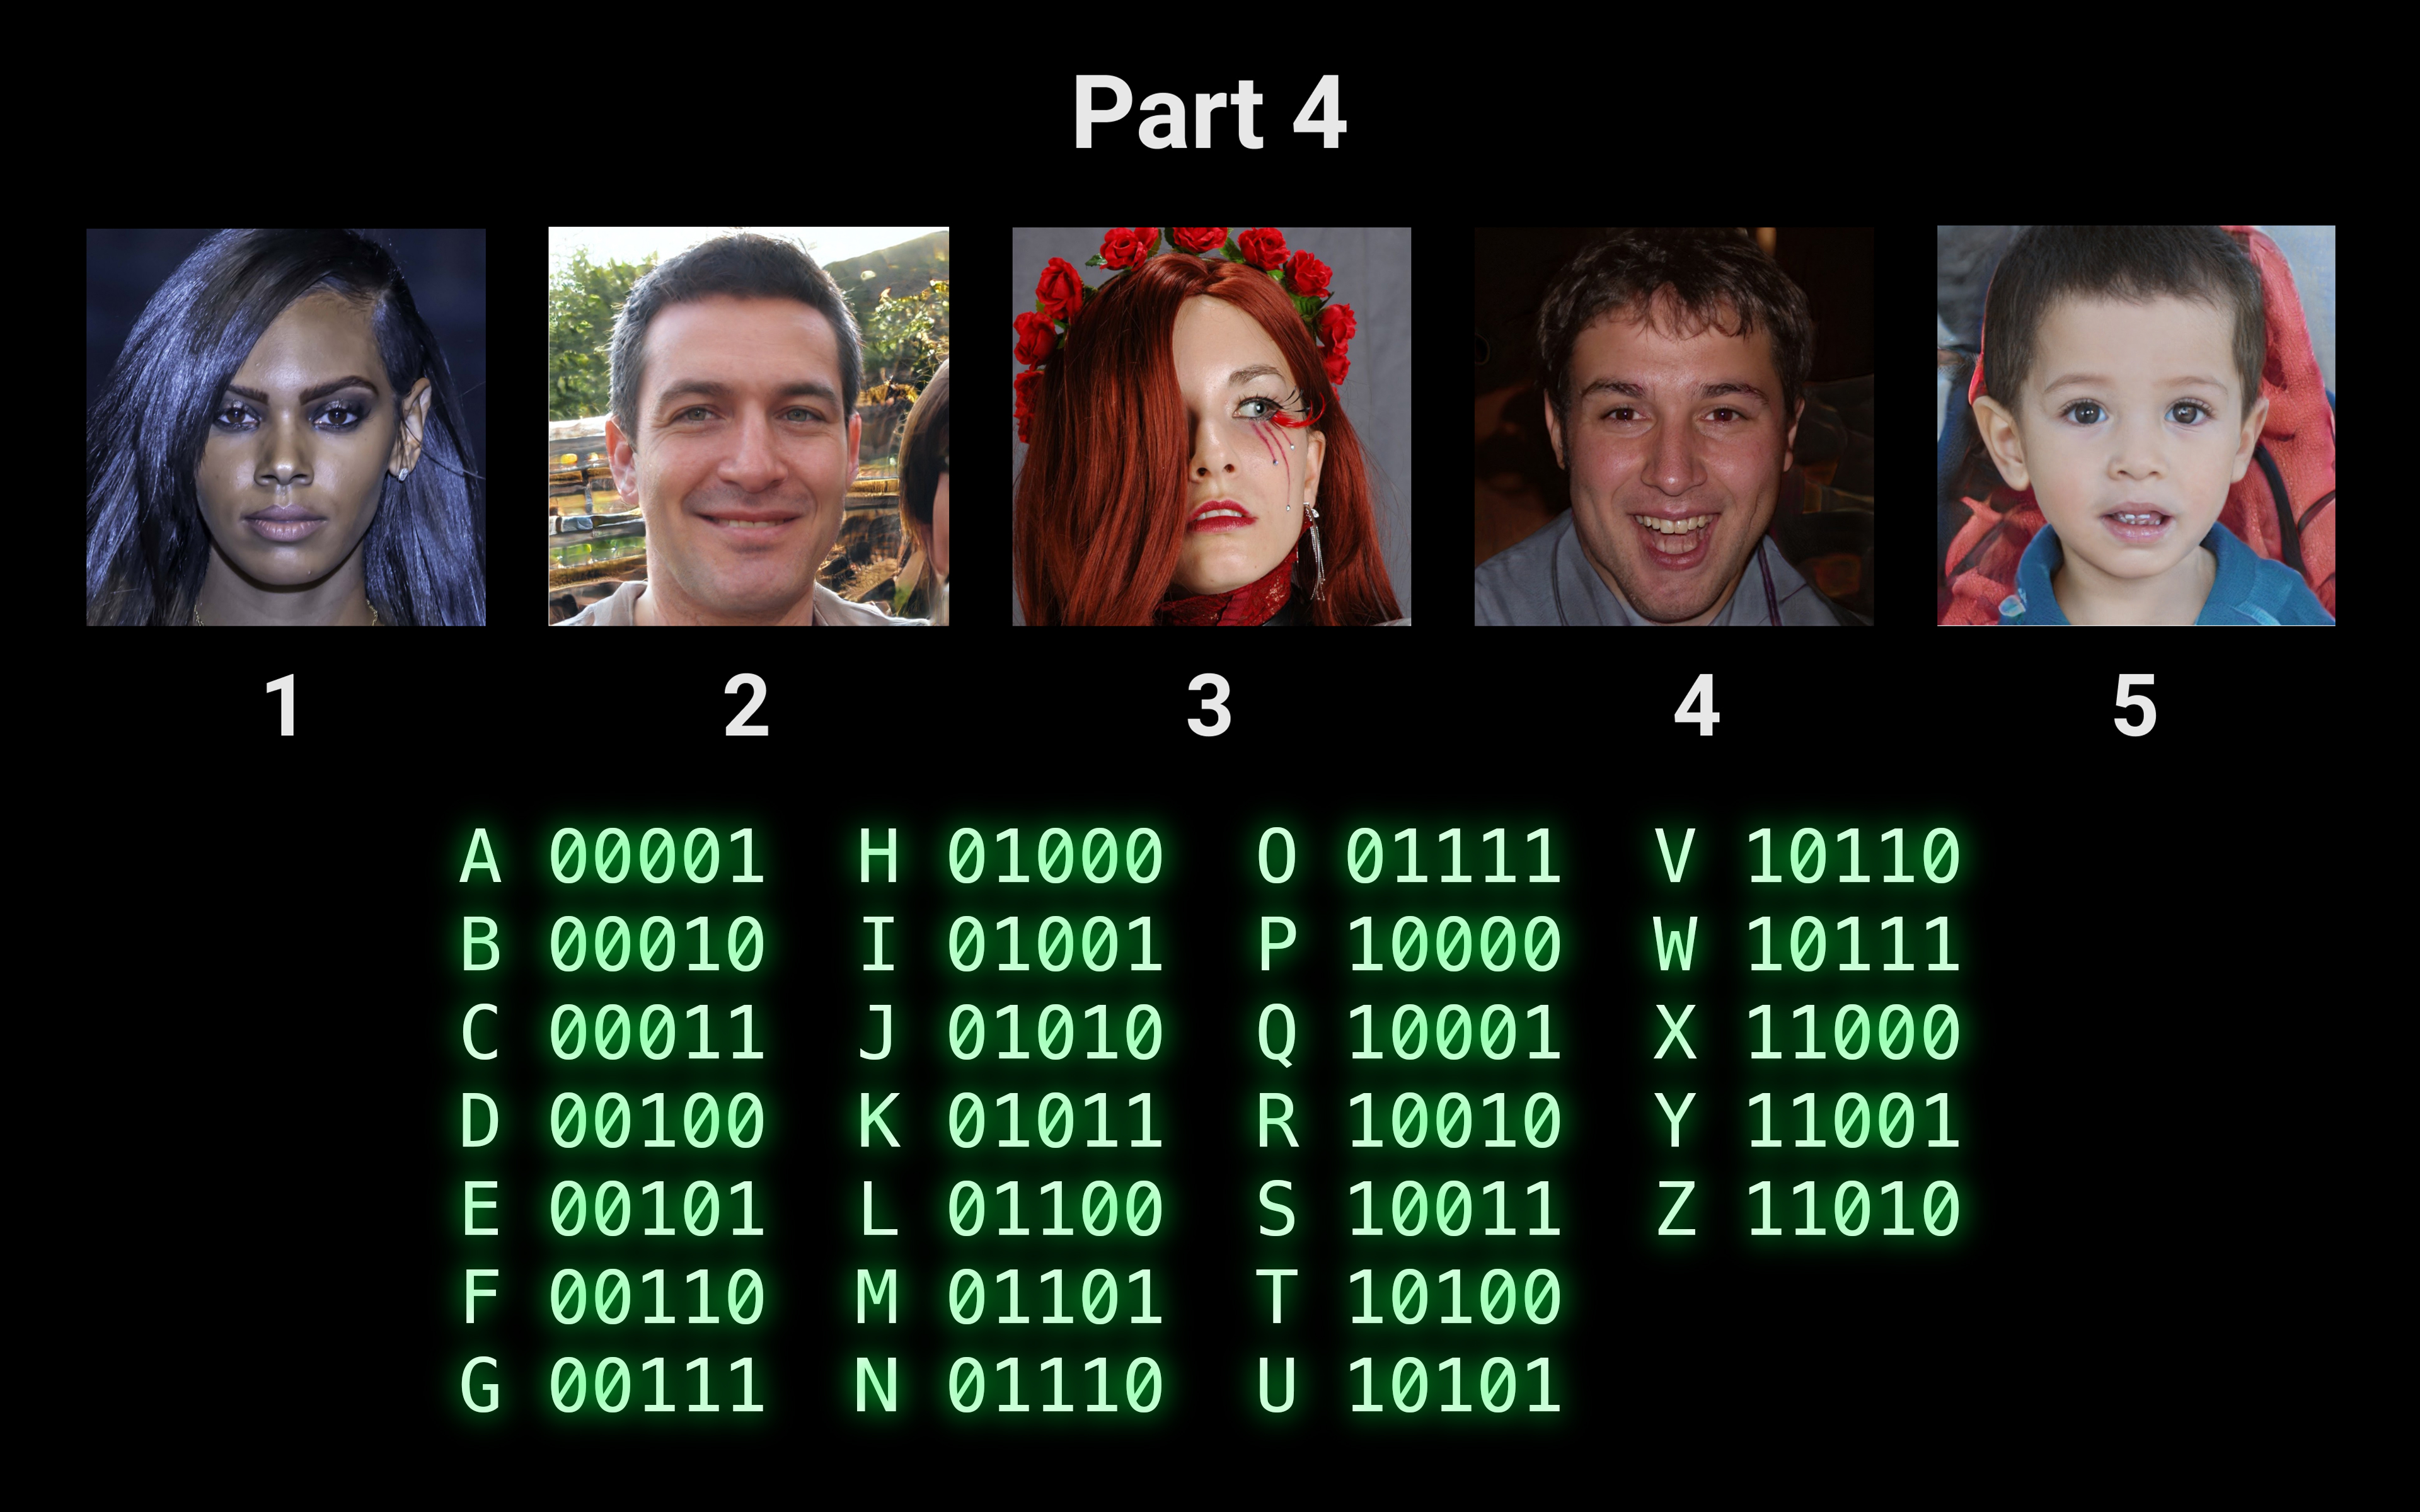 Part 4
1 2 3 4 5
A 00001 H 01000 O 01111 V 10110
B 00010 I 01001 P 10000 W 10111
C 00011 J 01010 Q 10001 X 11000
D 00100 K 01011 R 10010 Y 11001
E 00101 L 01100 S 10011 Z 11010
F 00110 M 01101 T 10100
G 00111 N 01110 U 10101